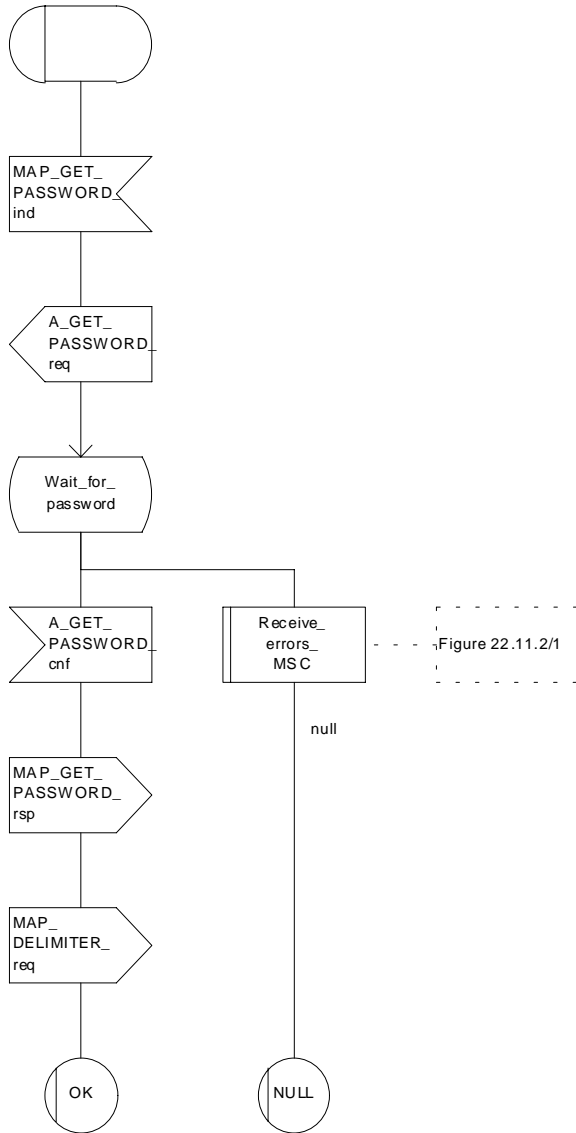 MAP_GET_
PASSWORD_
ind
A_GET_
PASSWORD_
req
Wait_for_
password
A_GET_
PASSWORD_
cnf
Receive_
errors_
MSC
Figure 22.11.2/1
null
MAP_GET_
PASSWORD_
rsp
MAP_
DELIMITER_
req
OK
NULL